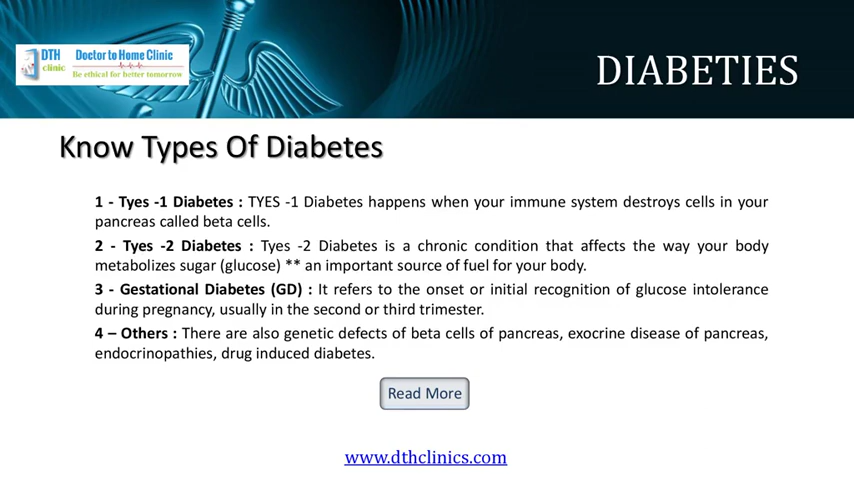 DTH Doctor to Home Clinic
clinic Be ethical for better tomorrow
DIABETIES
Know Types Of Diabetes
1 - Tyes -1 Diabetes : TYES -1 Diabetes happens when your immune system destroys cells in your
pancreas called beta cells.
2 - Tyes -2 Diabetes : Tyes -2 Diabetes is a chronic condition that affects the way your body
metabolizes sugar (glucose) ** an important source of fuel for your body.
3 - Gestational Diabetes (GD) : It refers to the onset or initial recognition of glucose intolerance
during pregnancy, usually in the second or third trimester.
4 – Others : There are also genetic defects of beta cells of pancreas, exocrine disease of pancreas,
endocrinopathies, drug induced diabetes.
Read More
www.dthclinics.com